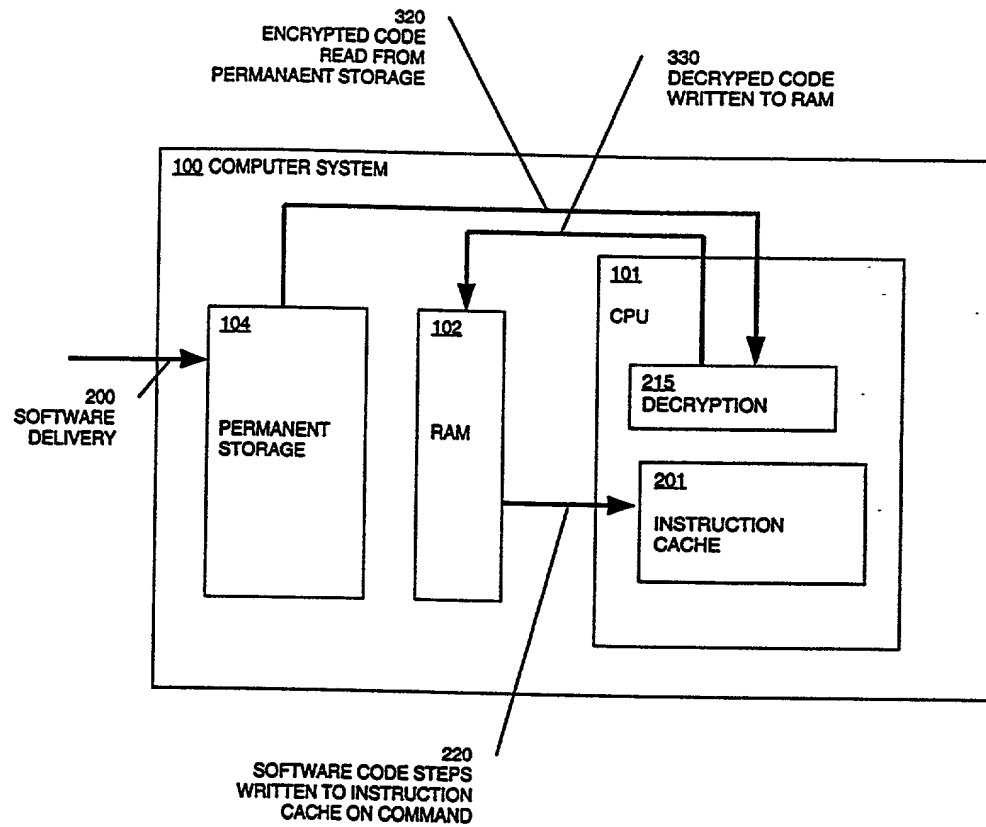 320
ENCRYPTED CODE
READ FROM
PERMANAENT STORAGE
330
DECRYPED CODE
WRITTEN TO RAM
100 COMPUTER SYSTEM
101
CPU
104
PERMANENT
STORAGE
102
RAM
215
DECRYPTION
200
SOFTWARE
DELIVERY
201
INSTRUCTION
CACHE
220
SOFTWARE CODE STEPS
WRITTEN TO INSTRUCTION
CACHE ON COMMAND